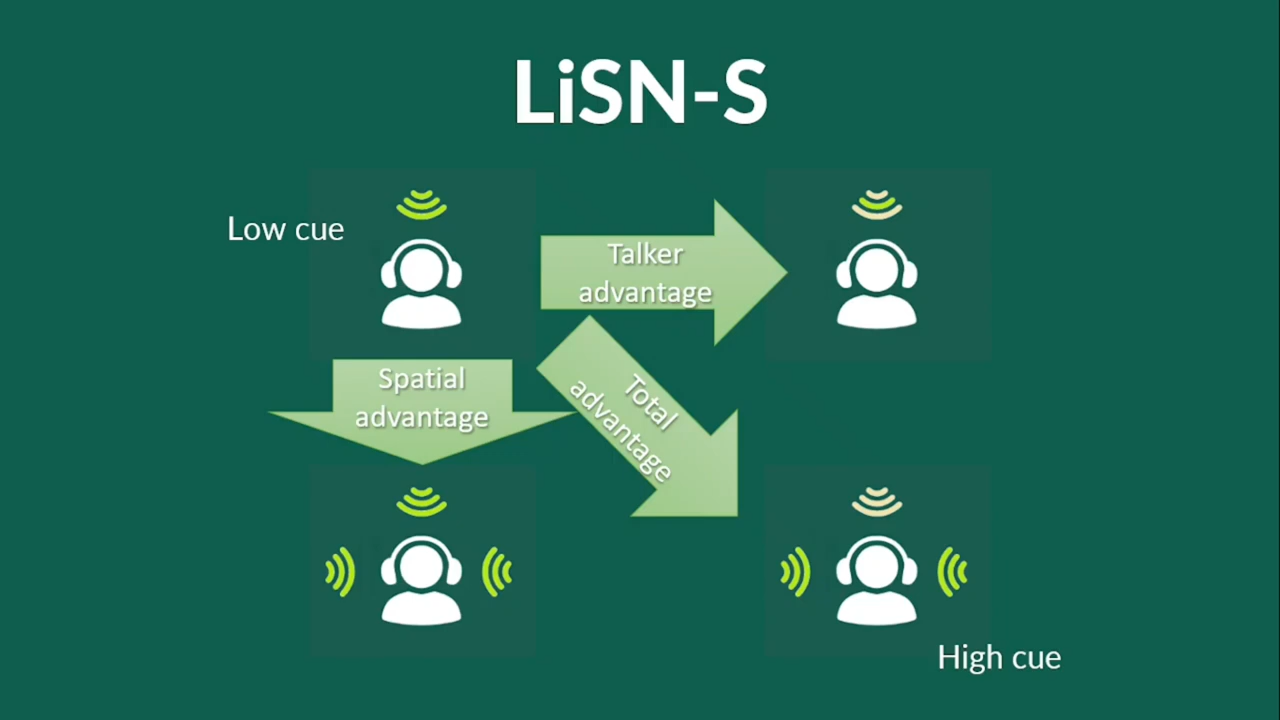 LiSN-S
Low cue
Talker
advantage
Spatial
advantage
Total
advantage
High cue